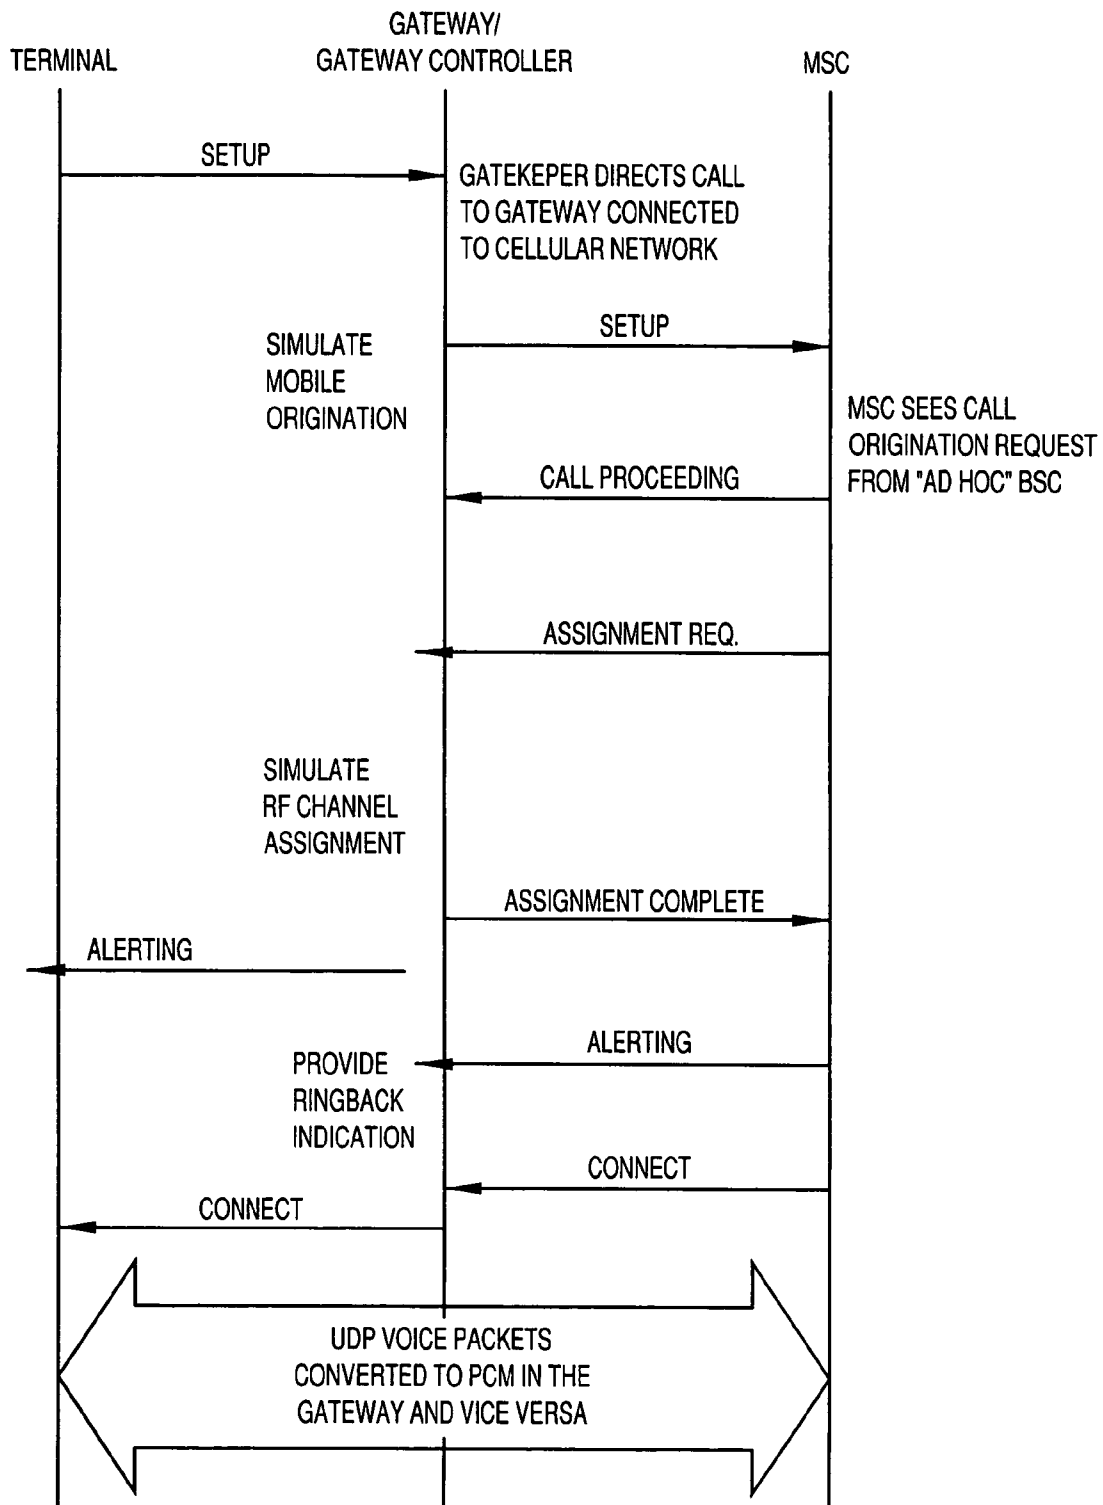 GATEWAY/
TERMINAL
GATEWAY CONTROLLER
MSC
SETUP
GATEKEPER DIRECTS CALL
TO GATEWAY CONNECTED
TO CELLULAR NETWORK
SETUP
SIMULATE
MOBILE
ORIGINATION
MSC SEES CALL
ORIGINATION REQUEST
FROM "AD HOC" BSC
CALL PROCEEDING
ASSIGNMENT REQ.
SIMULATE
RF CHANNEL
ASSIGNMENT
ASSIGNMENT COMPLETE
ALERTING
ALERTING
PROVIDE
RINGBACK
INDICATION
CONNECT
CONNECT
UDP VOICE PACKETS
CONVERTED TO PCM IN THE
GATEWAY AND VICE VERSA